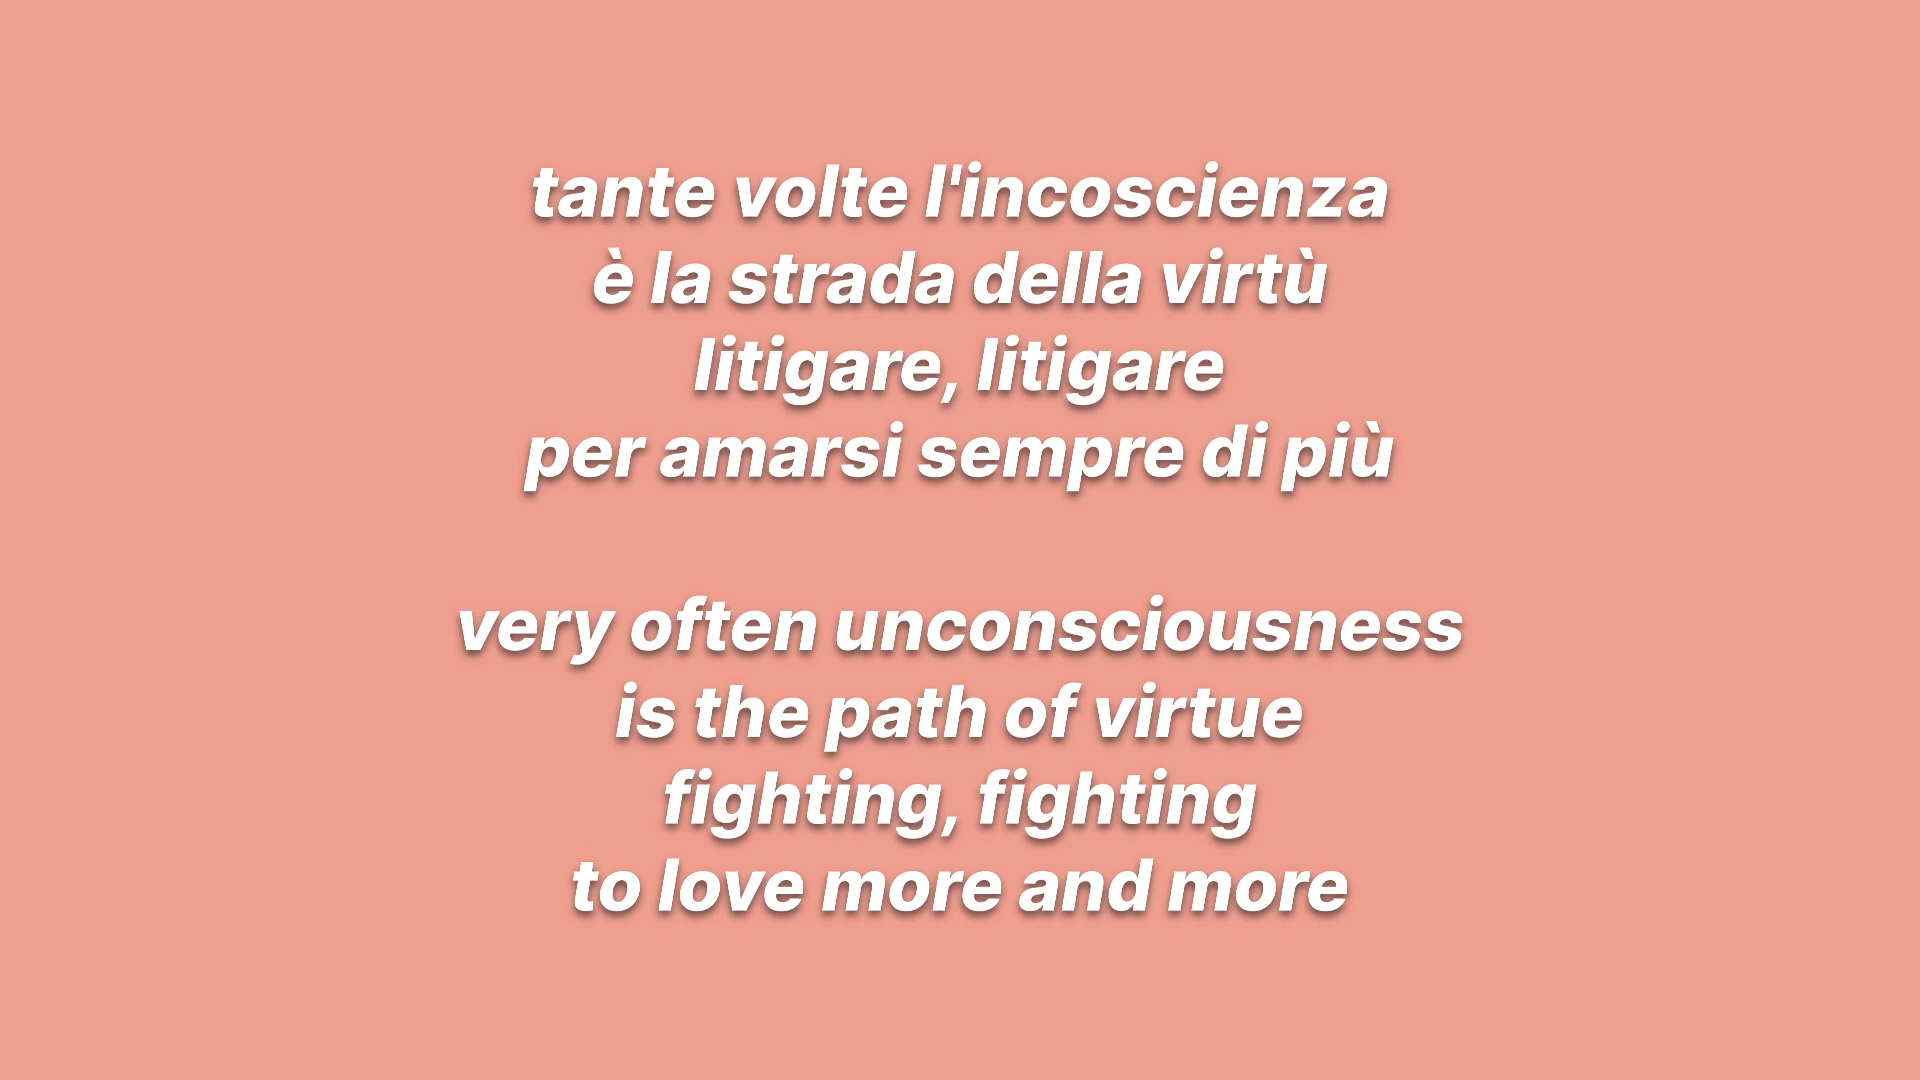 tante volte l'incoscienza
è la strada della virtù
litigare, litigare
per amarsi sempre di più
very often unconsciousness
is the path of virtue
fighting, fighting
to love more and more